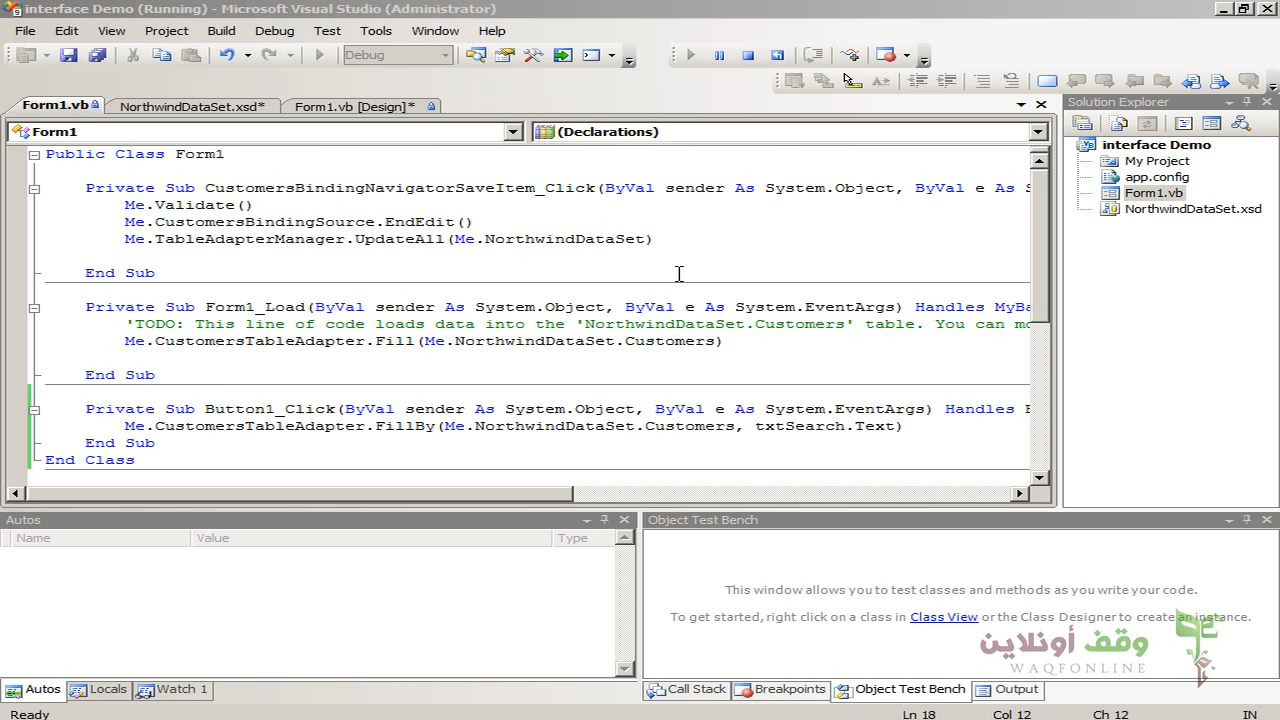 interface Demo (Running) - Microsoft Visual Studio (Administrator)
File Edit View Project Build Debug Test Tools Window Help
Debug
Form1.vb NorthwindDataSet.xsd* Form1.vb [Design]*
Solution Explorer
Form1 (Declarations)
interface Demo
My Project
app.config
Form1.vb
NorthwindDataSet.xsd
Public Class Form1
Private Sub CustomersBindingNavigatorSaveItem_Click(ByVal sender As System.Object, ByVal e As S
Me.Validate()
Me.CustomersBindingSource.EndEdit()
Me.TableAdapterManager.UpdateAll(Me.NorthwindDataSet)
End Sub
Private Sub Form1_Load(ByVal sender As System.Object, ByVal e As System.EventArgs) Handles MyBa
'TODO: This line of code loads data into the 'NorthwindDataSet.Customers' table. You can mo
Me.CustomersTableAdapter.Fill(Me.NorthwindDataSet.Customers)
End Sub
Private Sub Button1_Click(ByVal sender As System.Object, ByVal e As System.EventArgs) Handles
Me.CustomersTableAdapter.FillBy(Me.NorthwindDataSet.Customers, txtSearch.Text)
End Sub
End Class
Autos
Name Value Type
Object Test Bench
This window allows you to test classes and methods as you write your code.
To get started, right click on a class in Class View or the Class Designer to create an instance.
وقف أونلاين
WAQFONLINE
Autos Locals Watch 1
Call Stack Breakpoints Object Test Bench Output
Ready Ln 18 Col 12 Ch 12 IN